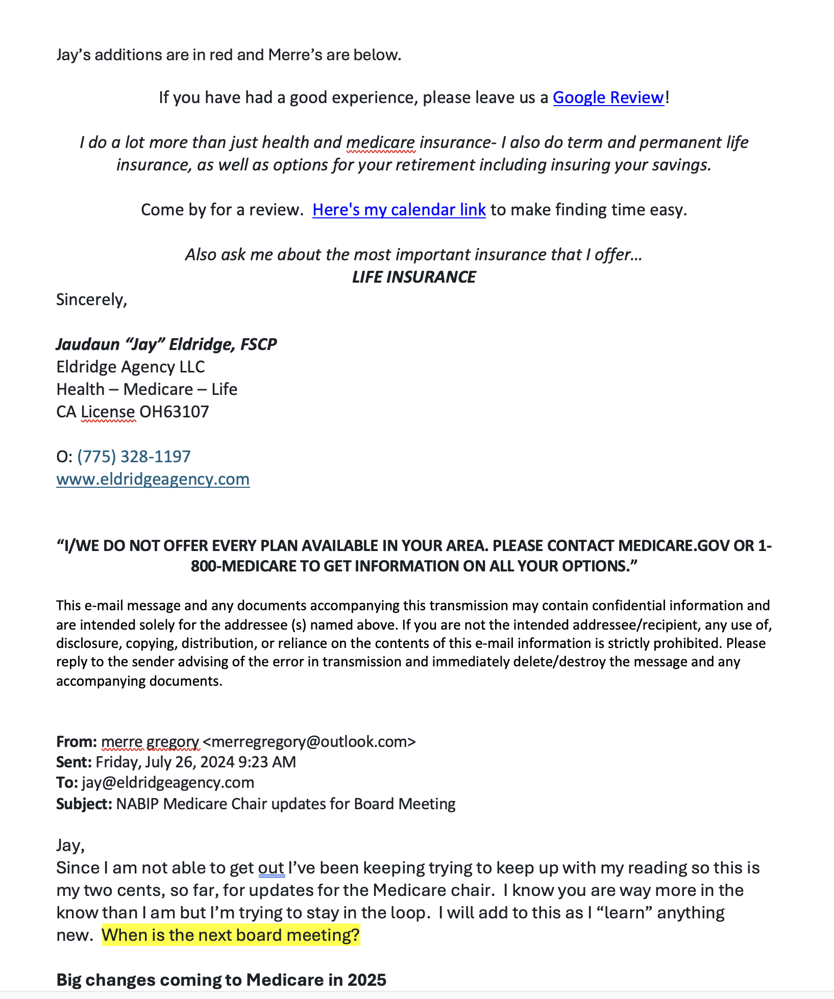 Jay’s additions are in red and Merre’s are below.
If you have had a good experience, please leave us a Google Review!
I do a lot more than just health and medicare insurance- I also do term and permanent life
insurance, as well as options for your retirement including insuring your savings.
Come by for a review.  Here's my calendar link to make finding time easy.
Also ask me about the most important insurance that I offer...
LIFE INSURANCE
Sincerely,
Jaudaun “Jay” Eldridge, FSCP
Eldridge Agency LLC
Health – Medicare – Life
CA License OH63107
O: (775) 328-1197
www.eldridgeagency.com
“I/WE DO NOT OFFER EVERY PLAN AVAILABLE IN YOUR AREA. PLEASE CONTACT MEDICARE.GOV OR 1-
800-MEDICARE TO GET INFORMATION ON ALL YOUR OPTIONS.”
This e-mail message and any documents accompanying this transmission may contain confidential information and
are intended solely for the addressee (s) named above. If you are not the intended addressee/recipient, any use of,
disclosure, copying, distribution, or reliance on the contents of this e-mail information is strictly prohibited. Please
reply to the sender advising of the error in transmission and immediately delete/destroy the message and any
accompanying documents.
From: merre gregory <merregregory@outlook.com>
Sent: Friday, July 26, 2024 9:23 AM
To: jay@eldridgeagency.com
Subject: NABIP Medicare Chair updates for Board Meeting
Jay,
Since I am not able to get out I’ve been keeping trying to keep up with my reading so this is
my two cents, so far, for updates for the Medicare chair.  I know you are way more in the
know than I am but I’m trying to stay in the loop.  I will add to this as I “learn” anything
new.  When is the next board meeting?
Big changes coming to Medicare in 2025